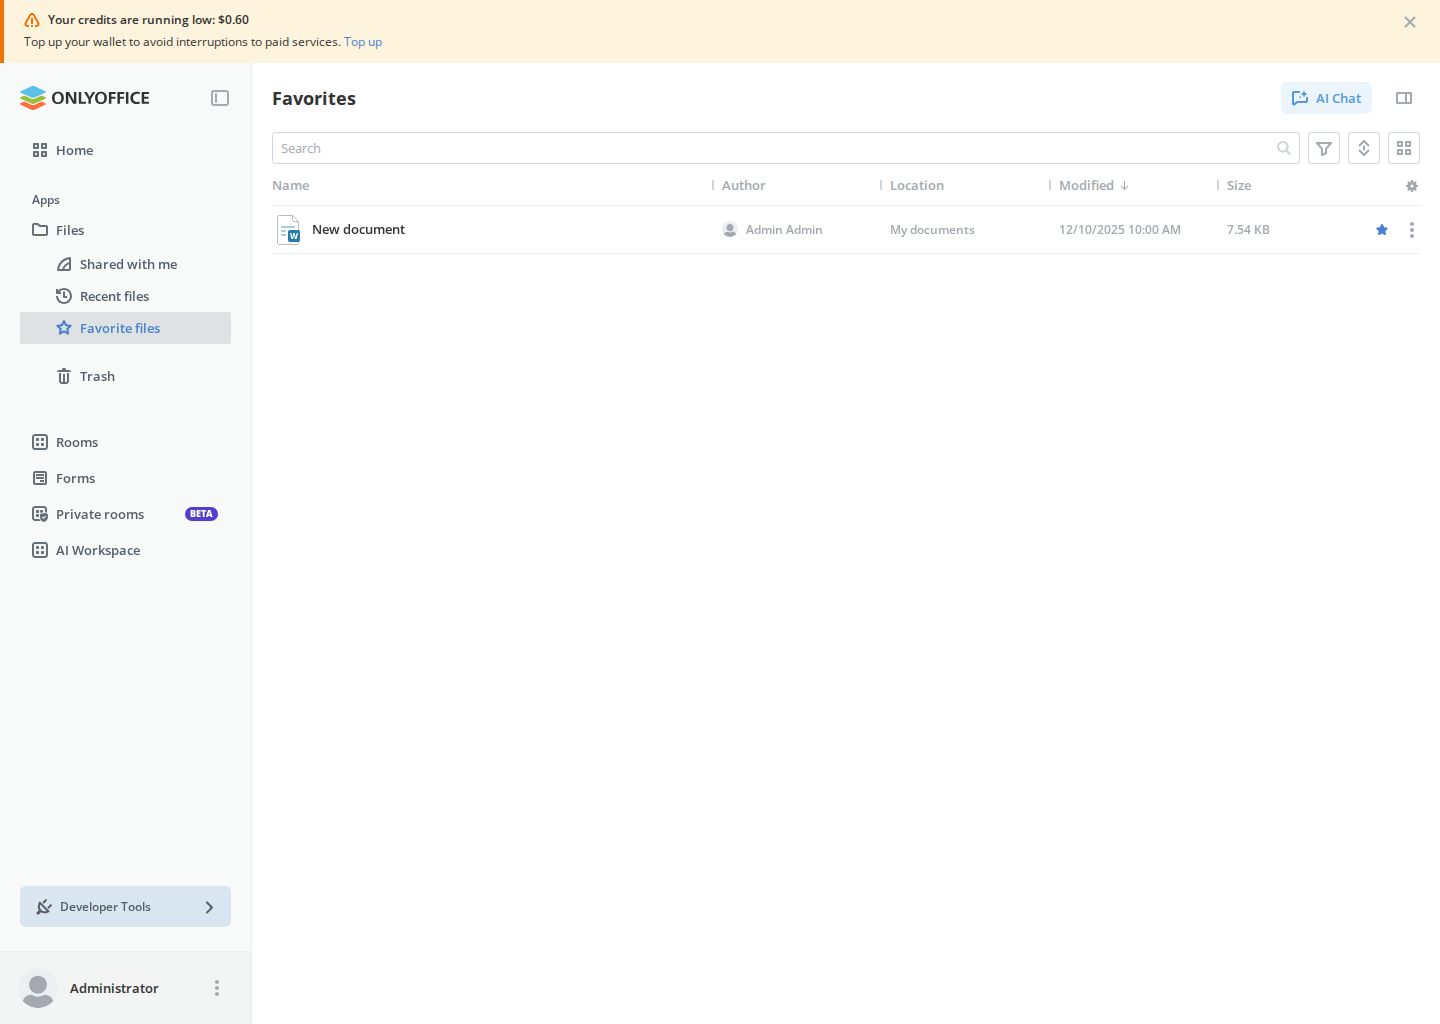 Your credits are running low: $0.60
Top up your wallet to avoid interruptions to paid services. Top up
ONLYOFFICE
Home
Apps
Files
Shared with me
Recent files
Favorite files
Trash
Rooms
Forms
Private rooms BETA
AI Workspace
Developer Tools
Administrator
Favorites
AI Chat
Search
Name Author Location Modified Size
New document Admin Admin My documents 12/10/2025 10:00 AM 7.54 KB
W